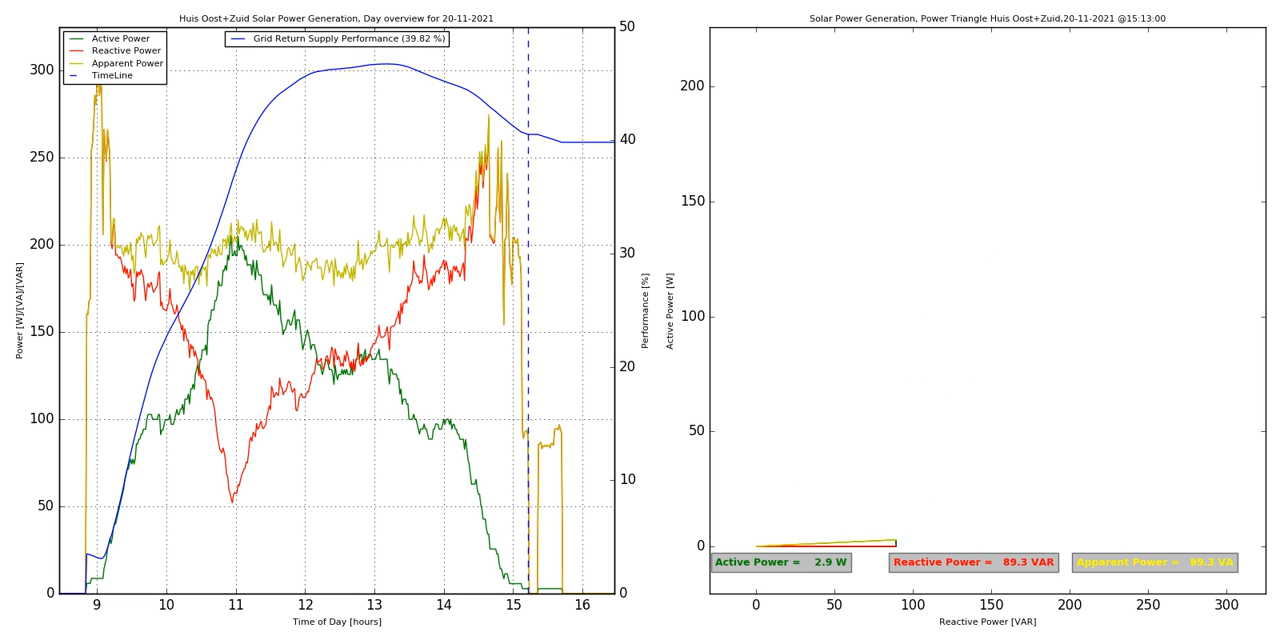 Huis Oost+Zuid Solar Power Generation, Day overview for 20-11-2021
Active Power
Reactive Power
Apparent Power
TimeLine
Grid Return Supply Performance (39.82 %)
Power [W]/[VA]/[VAR]
300
250
200
150
100
50
0
9 10 11 12 13 14 15 16
Time of Day [hours]
50
40
30
20
10
0
Performance [%]
Solar Power Generation, Power Triangle Huis Oost+Zuid,20-11-2021 @15:13:00
Active Power [W]
200
150
100
50
0
Active Power = 2.9 W
Reactive Power = 89.3 VAR
Apparent Power = 89.3 VA
0 50 100 150 200 250 300
Reactive Power [VAR]